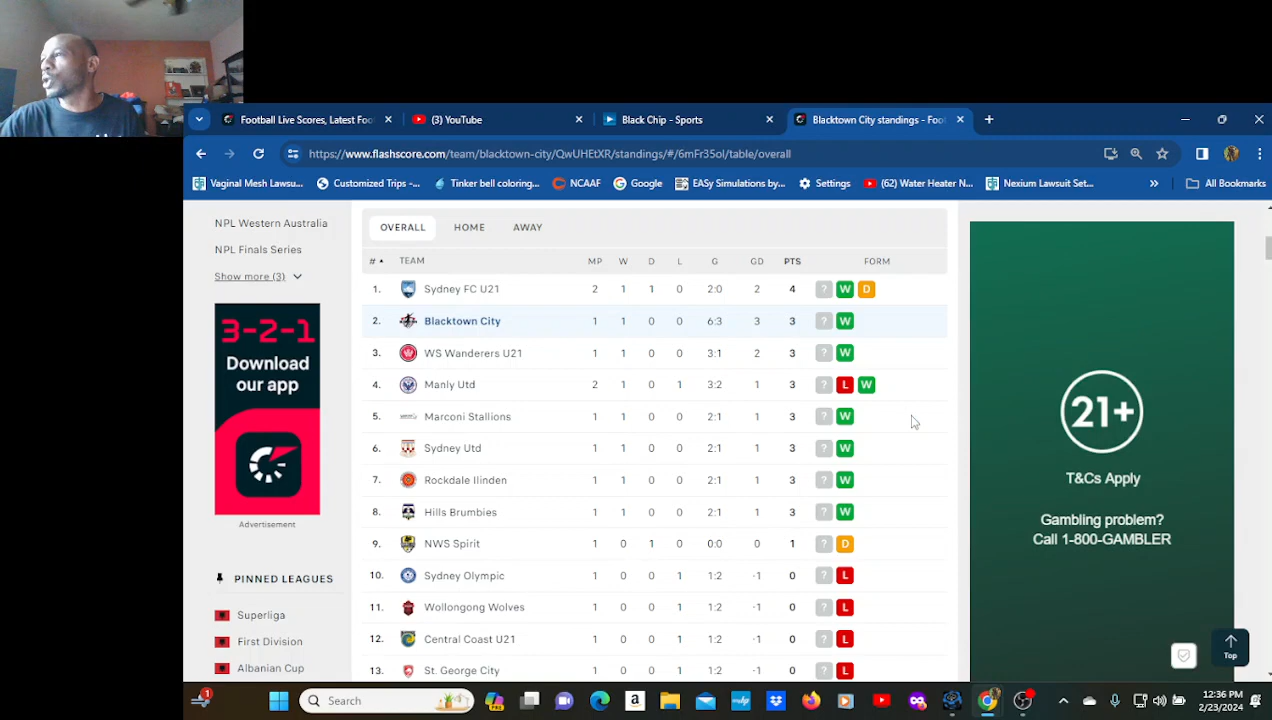 Football Live Scores, Latest Foo
(3) YouTube
Black Chip - Sports
Blacktown City standings - Foo
https://www.flashscore.com/team/blacktown-city/QwUHEtXR/standings/#/6mFr35ol/table/overall
Vaginal Mesh Lawsu...
Customized Trips -...
Tinker bell coloring...
NCAAF
Google
EASy Simulations by...
Settings
(62) Water Heater N...
Nexium Lawsuit Set...
»
All Bookmarks
NPL Western Australia
NPL Finals Series
Show more (3)
3-2-1
Download
our app
Advertisement
PINNED LEAGUES
Superliga
First Division
Albanian Cup
OVERALL HOME AWAY
# TEAM MP W D L G GD PTS FORM
1. Sydney FC U21 2 1 1 0 2:0 2 4 ? W D
2. Blacktown City 1 1 0 0 6:3 3 3 ? W
3. WS Wanderers U21 1 1 0 0 3:1 2 3 ? W
4. Manly Utd 2 1 0 1 3:2 1 3 ? L W
5. Marconi Stallions 1 1 0 0 2:1 1 3 ? W
6. Sydney Utd 1 1 0 0 2:1 1 3 ? W
7. Rockdale Ilinden 1 1 0 0 2:1 1 3 ? W
8. Hills Brumbies 1 1 0 0 2:1 1 3 ? W
9. NWS Spirit 1 0 1 0 0:0 0 1 ? D
10. Sydney Olympic 1 0 0 1 1:2 -1 0 ? L
11. Wollongong Wolves 1 0 0 1 1:2 -1 0 ? L
12. Central Coast U21 1 0 0 1 1:2 -1 0 ? L
13. St. George City 1 0 0 1 1:2 -1 0 ? L
21+
T&Cs Apply
Gambling problem?
Call 1-800-GAMBLER
Top
1
Search
PRE
12:36 PM
2/23/2024